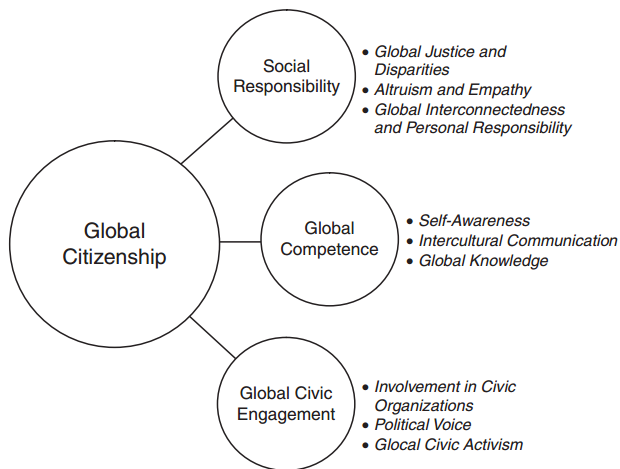 Global
Citizenship
Social
Responsibility
• Global Justice and
Disparities
• Altruism and Empathy
• Global Interconnectedness
and Personal Responsibility
Global
Competence
• Self-Awareness
• Intercultural Communication
• Global Knowledge
Global Civic
Engagement
• Involvement in Civic
Organizations
• Political Voice
• Glocal Civic Activism